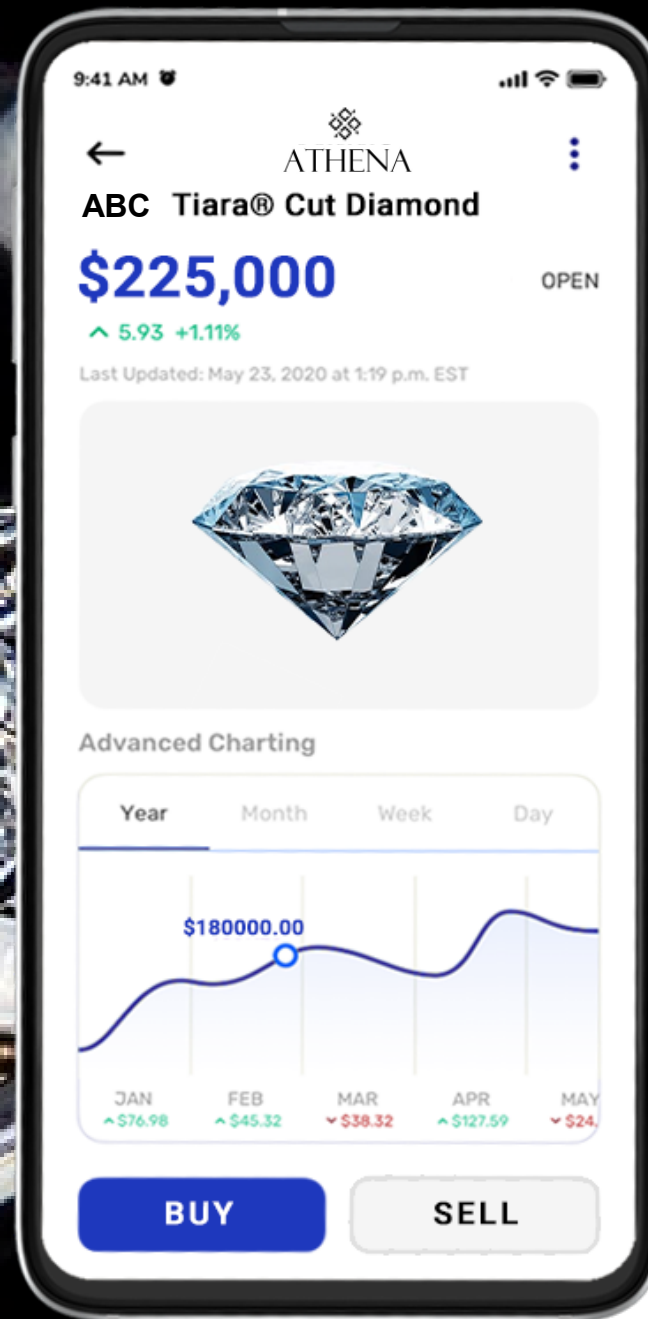 9:41 AM
ATHENA
ABC Tiara® Cut Diamond
$225,000
OPEN
5.93 +1.11%
Last Updated: May 23, 2020 at 1:19 p.m. EST
Advanced Charting
Year Month Week Day
$180000.00
JAN FEB MAR APR MAY
$76.98 $45.32 $38.32 $127.59 $24.
BUY SELL